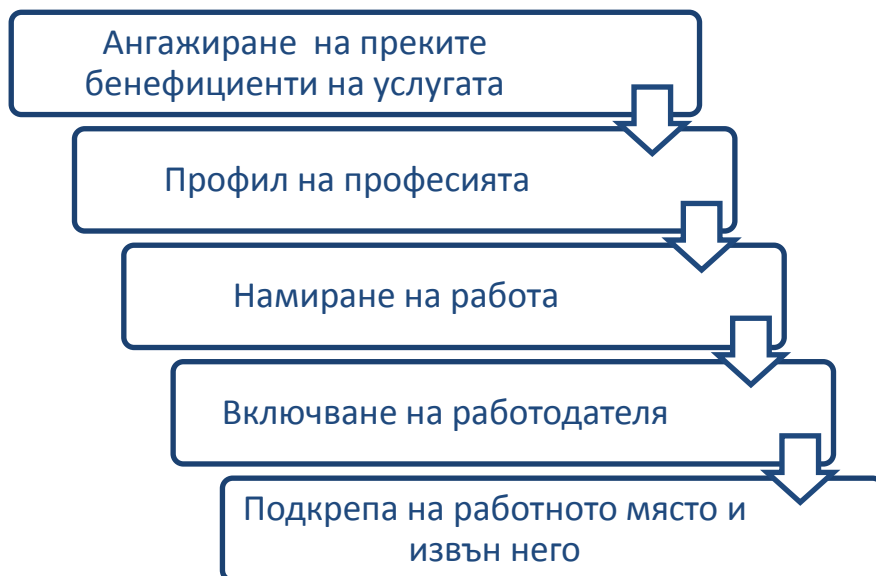 Ангажиране на преките
бенефициенти на услугата
Профил на професията
Намиране на работа
Включване на работодателя
Подкрепа на работното място и
извън него